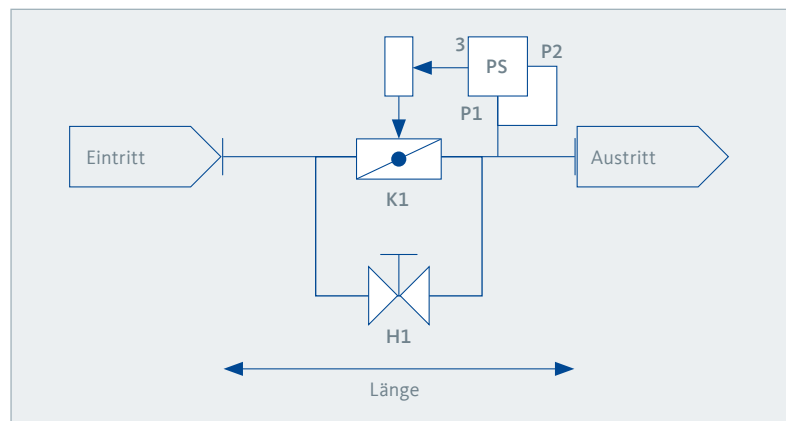 3
PS
P2
P1
Eintritt
Austritt
K1
H1
Länge